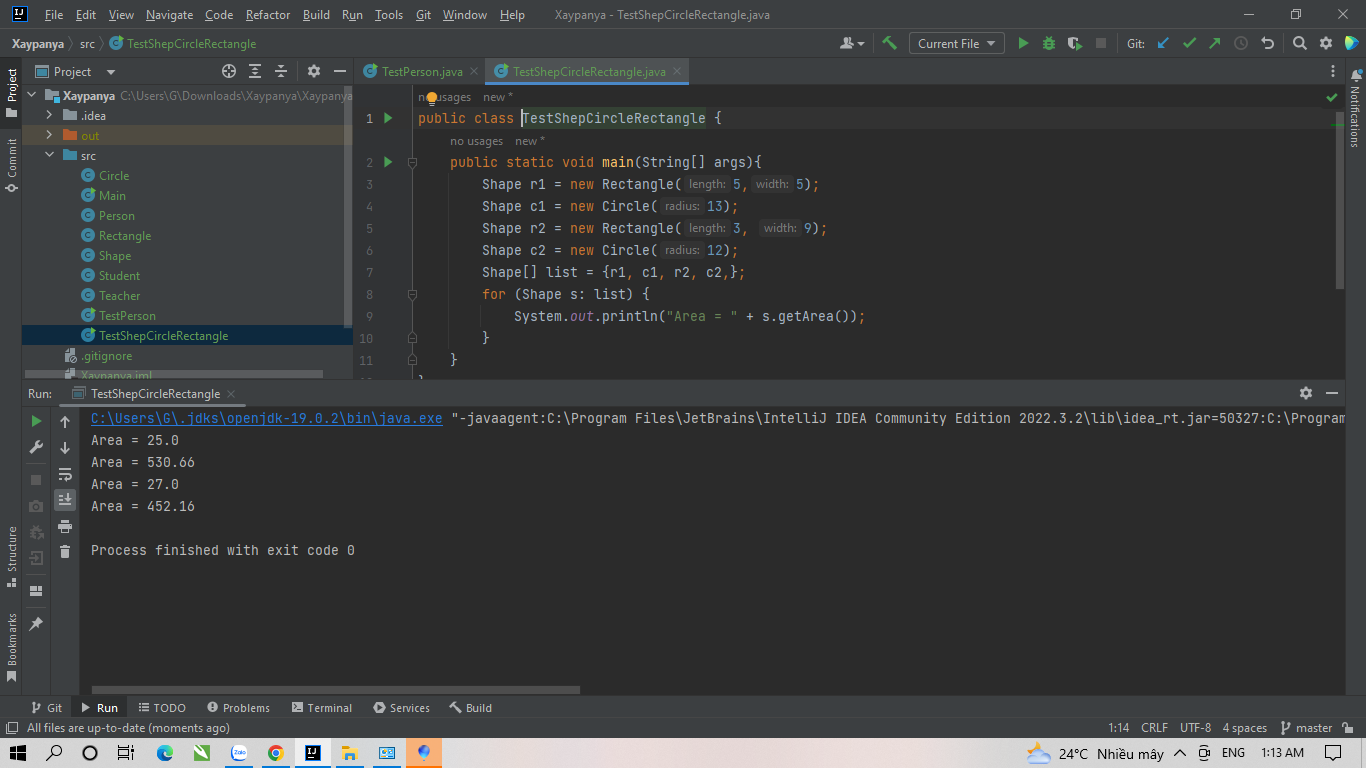 File Edit View Navigate Code Refactor Build Run Tools Git Window Help Xaypanya - TestShepCircleRectangle.java
Xaypanya src TestShepCircleRectangle Current File Git:
Project TestPerson.java TestShepCircleRectangle.java
Project
Commit
Structure
Bookmarks
Notifications
Xaypanya C:\Users\G\Downloads\Xaypanya\Xaypanya
.idea
out
src
Circle
Main
Person
Rectangle
Shape
Student
Teacher
TestPerson
TestShepCircleRectangle
.gitignore
Xaypanya.iml
no usages new *
1 public class TestShepCircleRectangle {
no usages new *
2 public static void main(String[] args){
3 Shape r1 = new Rectangle( length: 5, width: 5);
4 Shape c1 = new Circle( radius: 13);
5 Shape r2 = new Rectangle( length: 3, width: 9);
6 Shape c2 = new Circle( radius: 12);
7 Shape[] list = {r1, c1, r2, c2,};
8 for (Shape s: list) {
9 System.out.println("Area = " + s.getArea());
10 }
11 }
Run: TestShepCircleRectangle
C:\Users\G\.jdks\openjdk-19.0.2\bin\java.exe "-javaagent:C:\Program Files\JetBrains\IntelliJ IDEA Community Edition 2022.3.2\lib\idea_rt.jar=50327:C:\Program
Area = 25.0
Area = 530.66
Area = 27.0
Area = 452.16
Process finished with exit code 0
Git Run TODO Problems Terminal Services Build
All files are up-to-date (moments ago) 1:14 CRLF UTF-8 4 spaces master
Zalo 24°C Nhiều mây ENG 1:13 AM